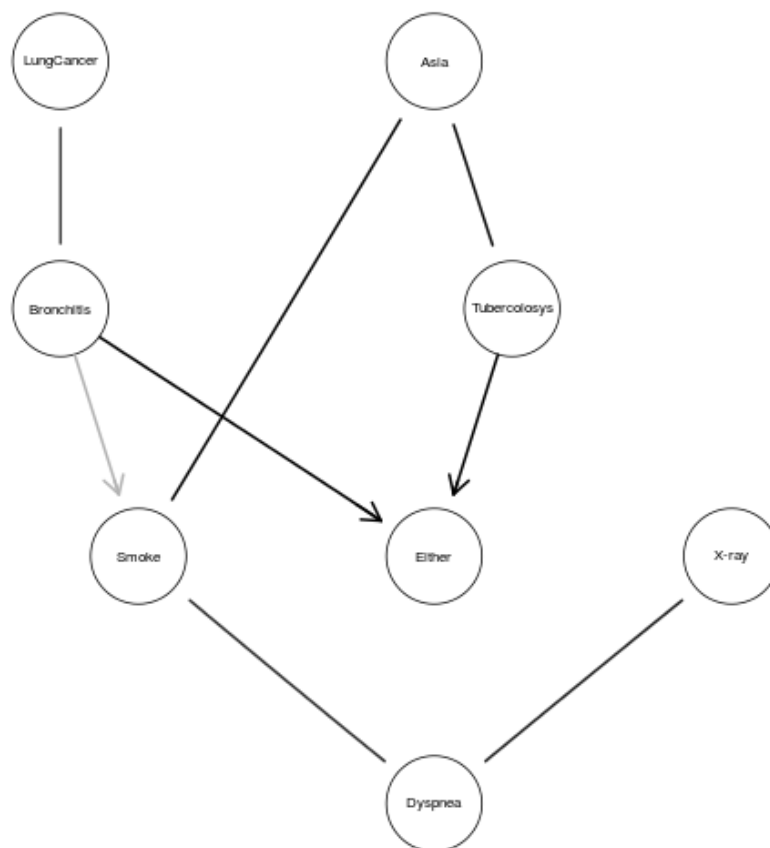 LungCancer
Asia
Bronchitis
Tubercolosys
Smoke
Either
X-ray
Dyspnea